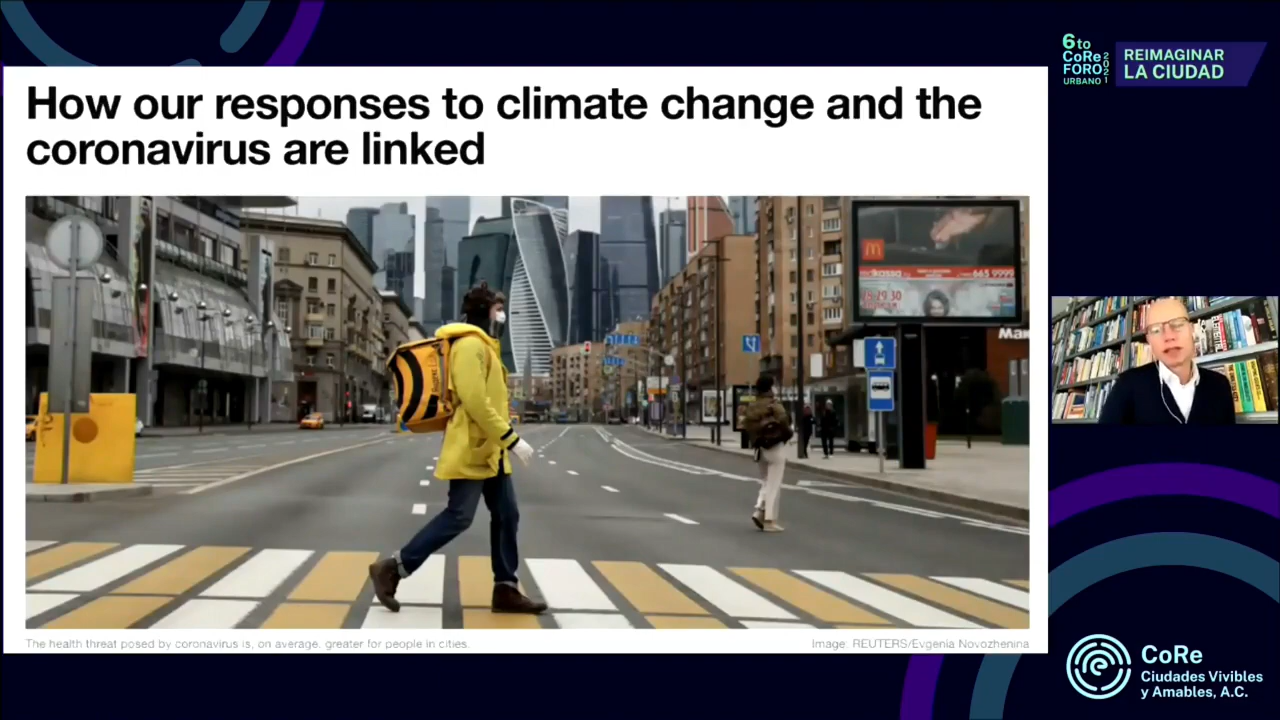 How our responses to climate change and the
coronavirus are linked
The health threat posed by coronavirus is, on average, greater for people in cities.
Image: REUTERS/Evgenia Novozhenina
6to
CoRe
FORO
URBANO
2021
REIMAGINAR
LA CIUDAD
CoRe
Ciudades Vivibles
y Amables, A.C.